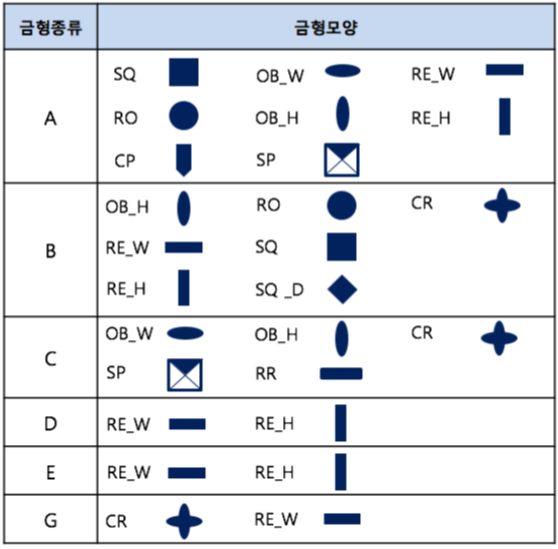 금형종류 금형모양
SQ OB_W RE_W
A RO OB_H RE_H
CP SP
OB_H RO CR
B RE_W SQ
RE_H SQ _D
OB_W OB_H CR
C SP RR
D RE_W RE_H
E RE_W RE_H
G CR RE_W